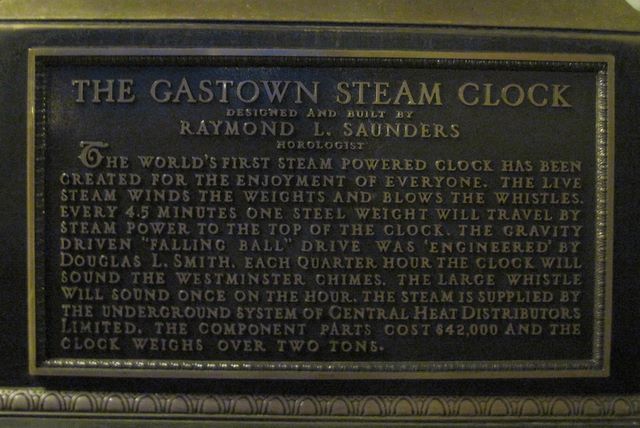 THE GASTOWN STEAM CLOCK
DESIGNED AND BUILT BY
RAYMOND L. SAUNDERS
HOROLOGIST
THE WORLD'S FIRST STEAM POWERED CLOCK HAS BEEN
CREATED FOR THE ENJOYMENT OF EVERYONE. THE LIVE
STEAM WINDS THE WEIGHTS AND BLOWS THE WHISTLES.
EVERY 4.5 MINUTES ONE STEEL WEIGHT WILL TRAVEL BY
STEAM POWER TO THE TOP OF THE CLOCK. THE GRAVITY
DRIVEN "FALLING BALL" DRIVE WAS 'ENGINEERED' BY
DOUGLAS L. SMITH. EACH QUARTER HOUR THE CLOCK WILL
SOUND THE WESTMINSTER CHIMES. THE LARGE WHISTLE
WILL SOUND ONCE ON THE HOUR. THE STEAM IS SUPPLIED BY
THE UNDERGROUND SYSTEM OF CENTRAL HEAT DISTRIBUTORS
LIMITED. THE COMPONENT PARTS COST $42,000 AND THE
CLOCK WEIGHS OVER TWO TONS.